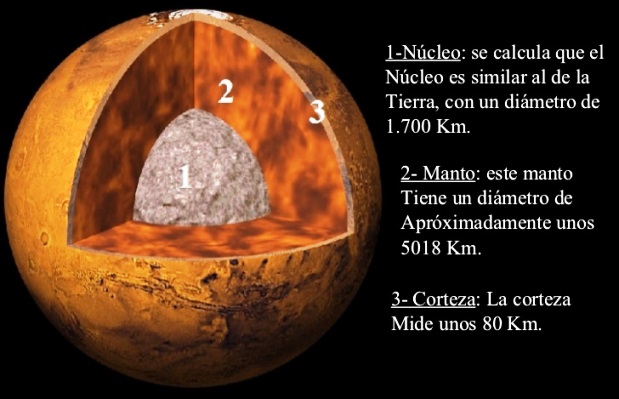 1-Núcleo: se calcula que el
Núcleo es similar al de la
Tierra, con un diámetro de
1.700 Km.
2- Manto: este manto
Tiene un diámetro de
Apróximadamente unos
5018 Km.
3- Corteza: La corteza
Mide unos 80 Km.
2
3
1